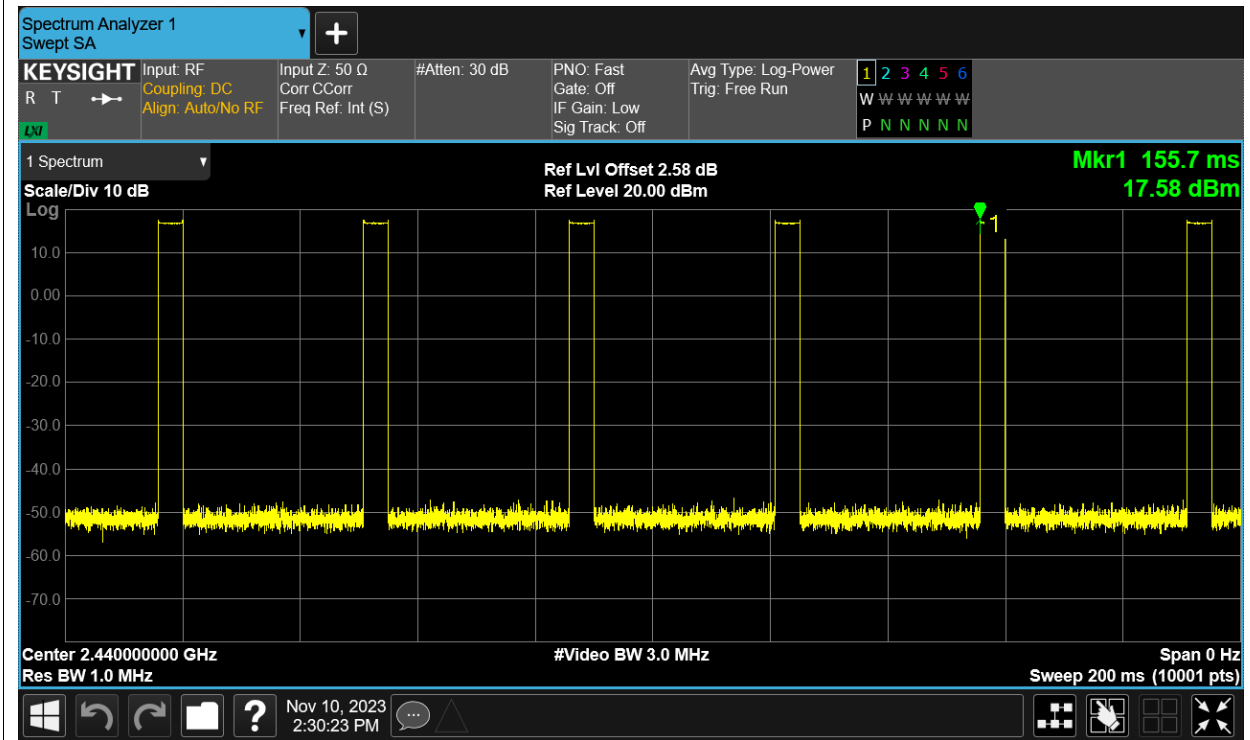 Spectrum Analyzer 1
Swept SA
KEYSIGHT
R T
LXI
Input: RF
Coupling: DC
Align: Auto/No RF
Input Z: 50 Ω
Corr CCorr
Freq Ref: Int (S)
#Atten: 30 dB
PNO: Fast
Gate: Off
IF Gain: Low
Sig Track: Off
Avg Type: Log-Power
Trig: Free Run
1 2 3 4 5 6
W W W W W W
P N N N N N
1 Spectrum
Scale/Div 10 dB
Ref Lvl Offset 2.58 dB
Ref Level 20.00 dBm
Mkr1 155.7 ms
17.58 dBm
Log
1
10.0
0.00
-10.0
-20.0
-30.0
-40.0
-50.0
-60.0
-70.0
Center 2.440000000 GHz
#Video BW 3.0 MHz
Span 0 Hz
Res BW 1.0 MHz
Sweep 200 ms (10001 pts)
?
Nov 10, 2023
2:30:23 PM